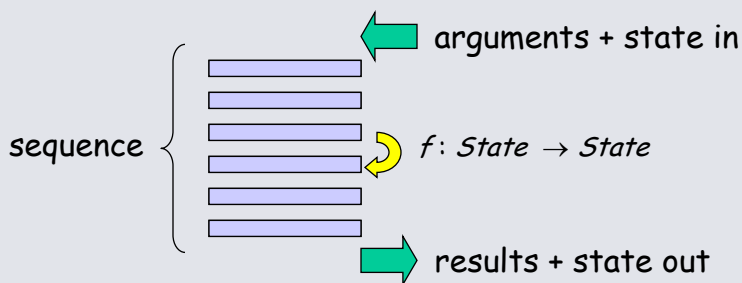 arguments + state in
sequence
f: State → State
results + state out